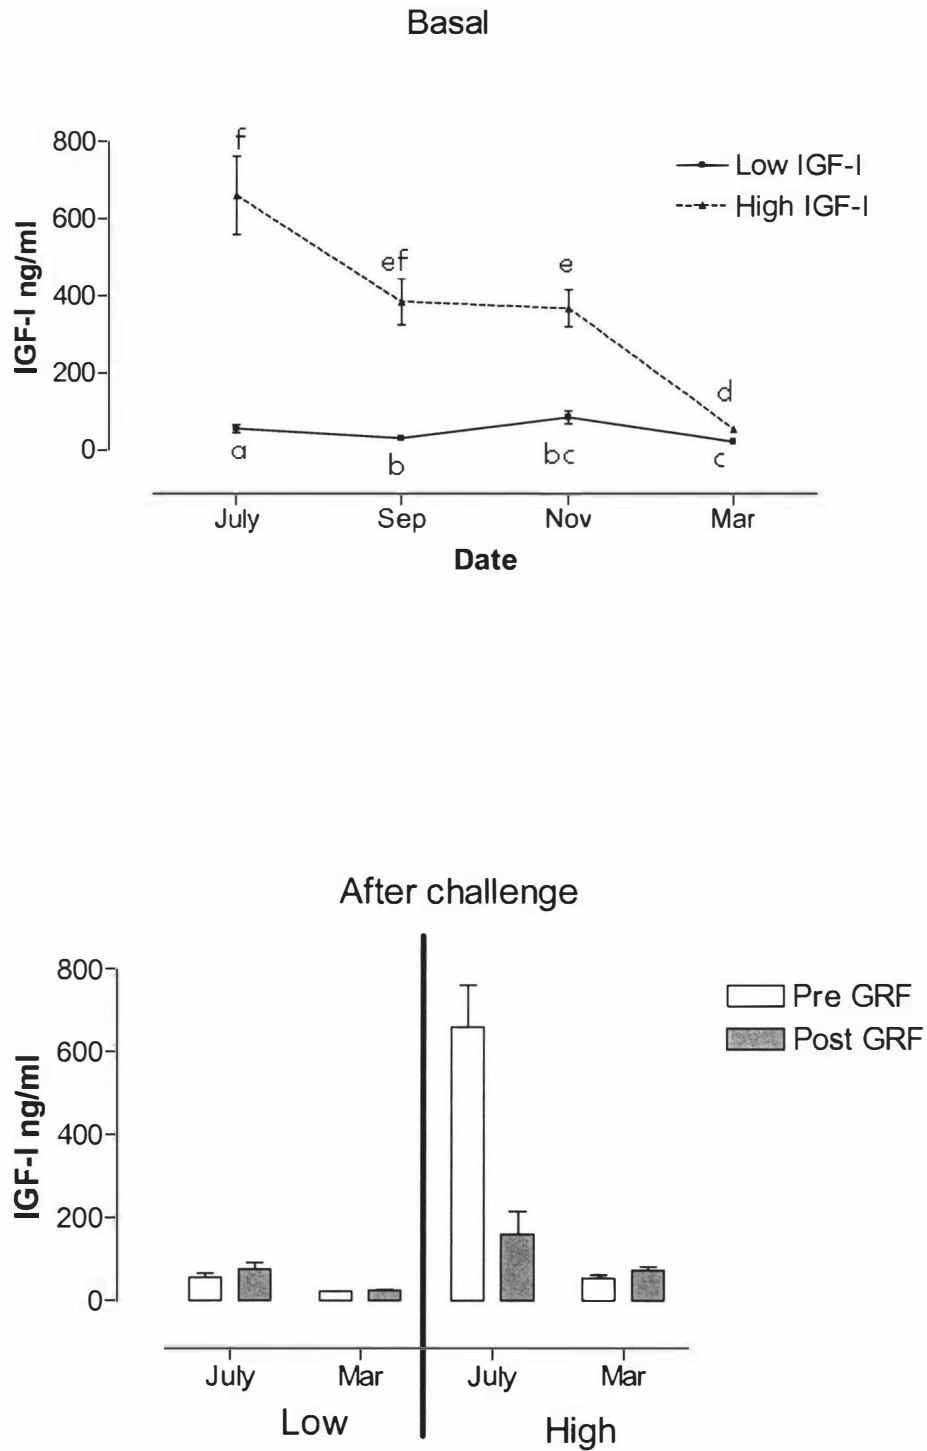 Basal
800
600
400
200
0
IGF-I ng/ml
f
ef
e
d
a
b
bc
c
Low IGF-I
High IGF-I
July Sep Nov Mar
Date
After challenge
800
600
400
200
0
IGF-I ng/ml
Pre GRF
Post GRF
July Mar July Mar
Low High